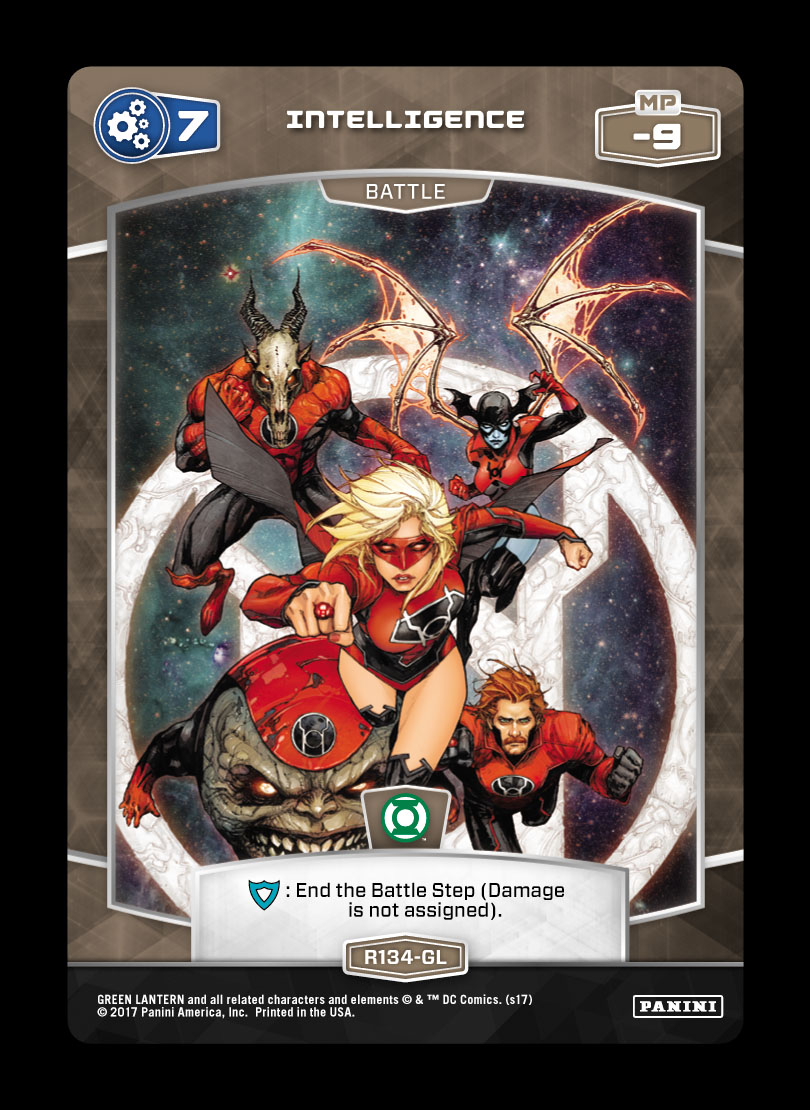 7
INTELLIGENCE
MP
-9
BATTLE
: End the Battle Step (Damage
is not assigned).
R134-GL
GREEN LANTERN and all related characters and elements © & ™ DC Comics. (s17)
© 2017 Panini America, Inc. Printed in the USA.
PANINI